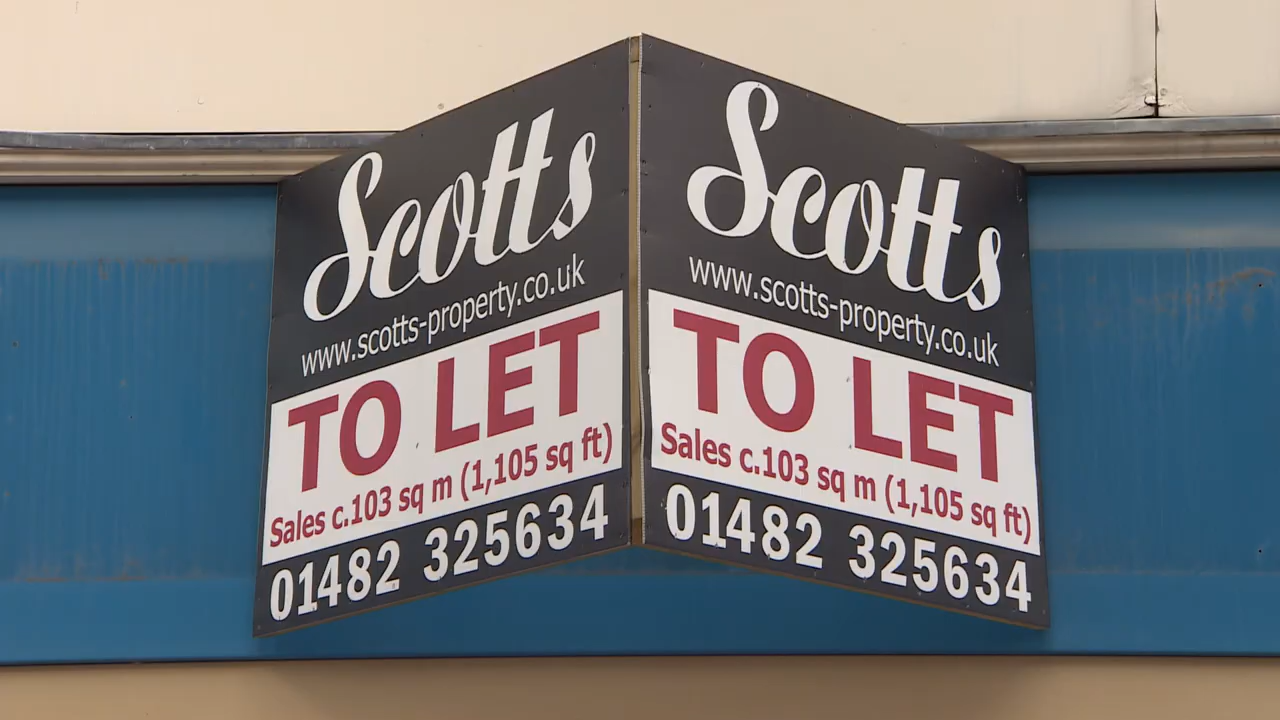 Scotts
www.scotts-property.co.uk
TO LET
Sales c.103 sq m (1,105 sq ft)
01482 325634
Scotts
www.scotts-property.co.uk
TO LET
Sales c.103 sq m (1,105 sq ft)
01482 325634